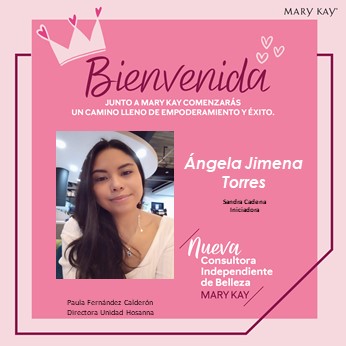 MARY KAY®
Bienvenida
JUNTO A MARY KAY COMENZARÁS
UN CAMINO LLENO DE EMPODERAMIENTO Y ÉXITO.
Ángela Jimena
Torres
Sandra Cadena
Iniciadora
Nueva
Consultora
Independiente
de Belleza
MARY KAY
Paula Fernández Calderón
Directora Unidad Hosanna